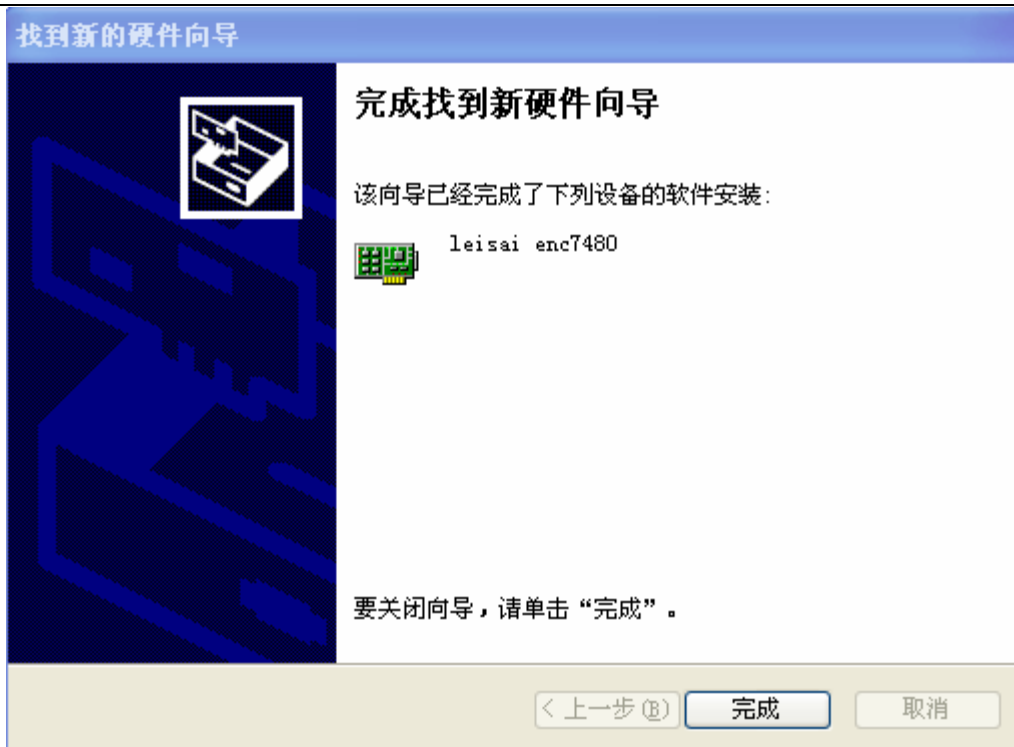 找到新的硬件向导
完成找到新硬件向导
该向导已经完成了下列设备的软件安装:
leisai enc7480
要关闭向导，请单击“完成”。
< 上一步(B)
完成
取消